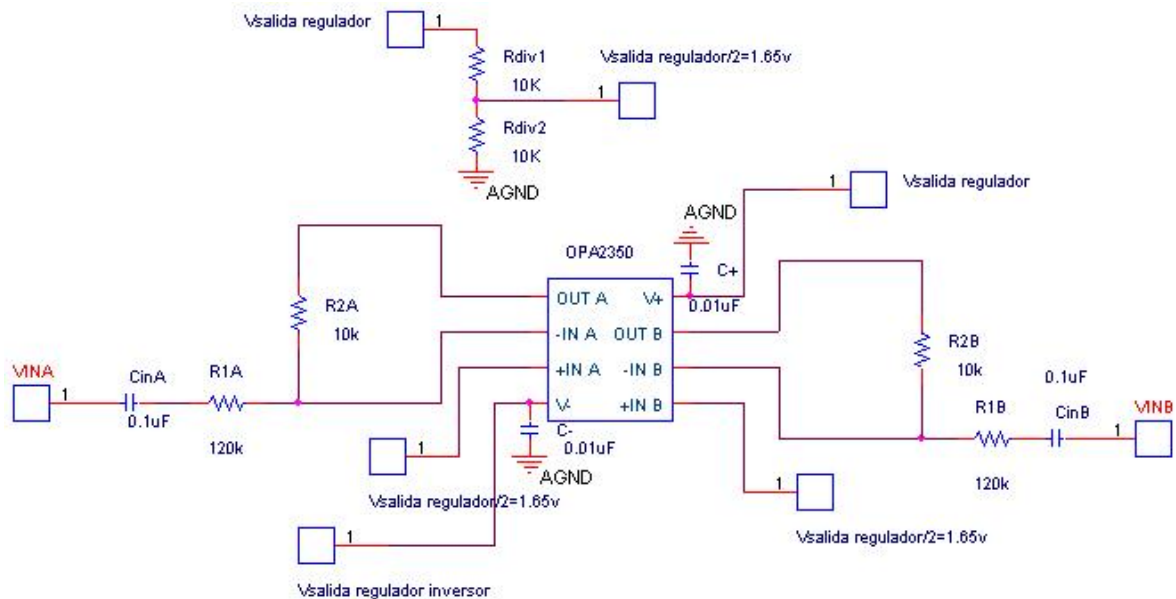 Vsalida regulador
1
Rdiv1
10K
Vsalida regulador/2=1.65v
1
Rdiv2
10K
AGND
1
Vsalida regulador
AGND
OPA2350
C+
0.01uF
OUT A
V+
R2A
10k
-IN A
OUT B
R2B
10k
+IN A
-IN B
V-
+IN B
VINA
1
CinA
0.1uF
R1A
120k
C-
0.01uF
AGND
0.1uF
R1B
CinB
120k
1
VINB
1
Vsalida regulador/2=1.65v
1
Vsalida regulador/2=1.65v
1
Vsalida regulador inversor